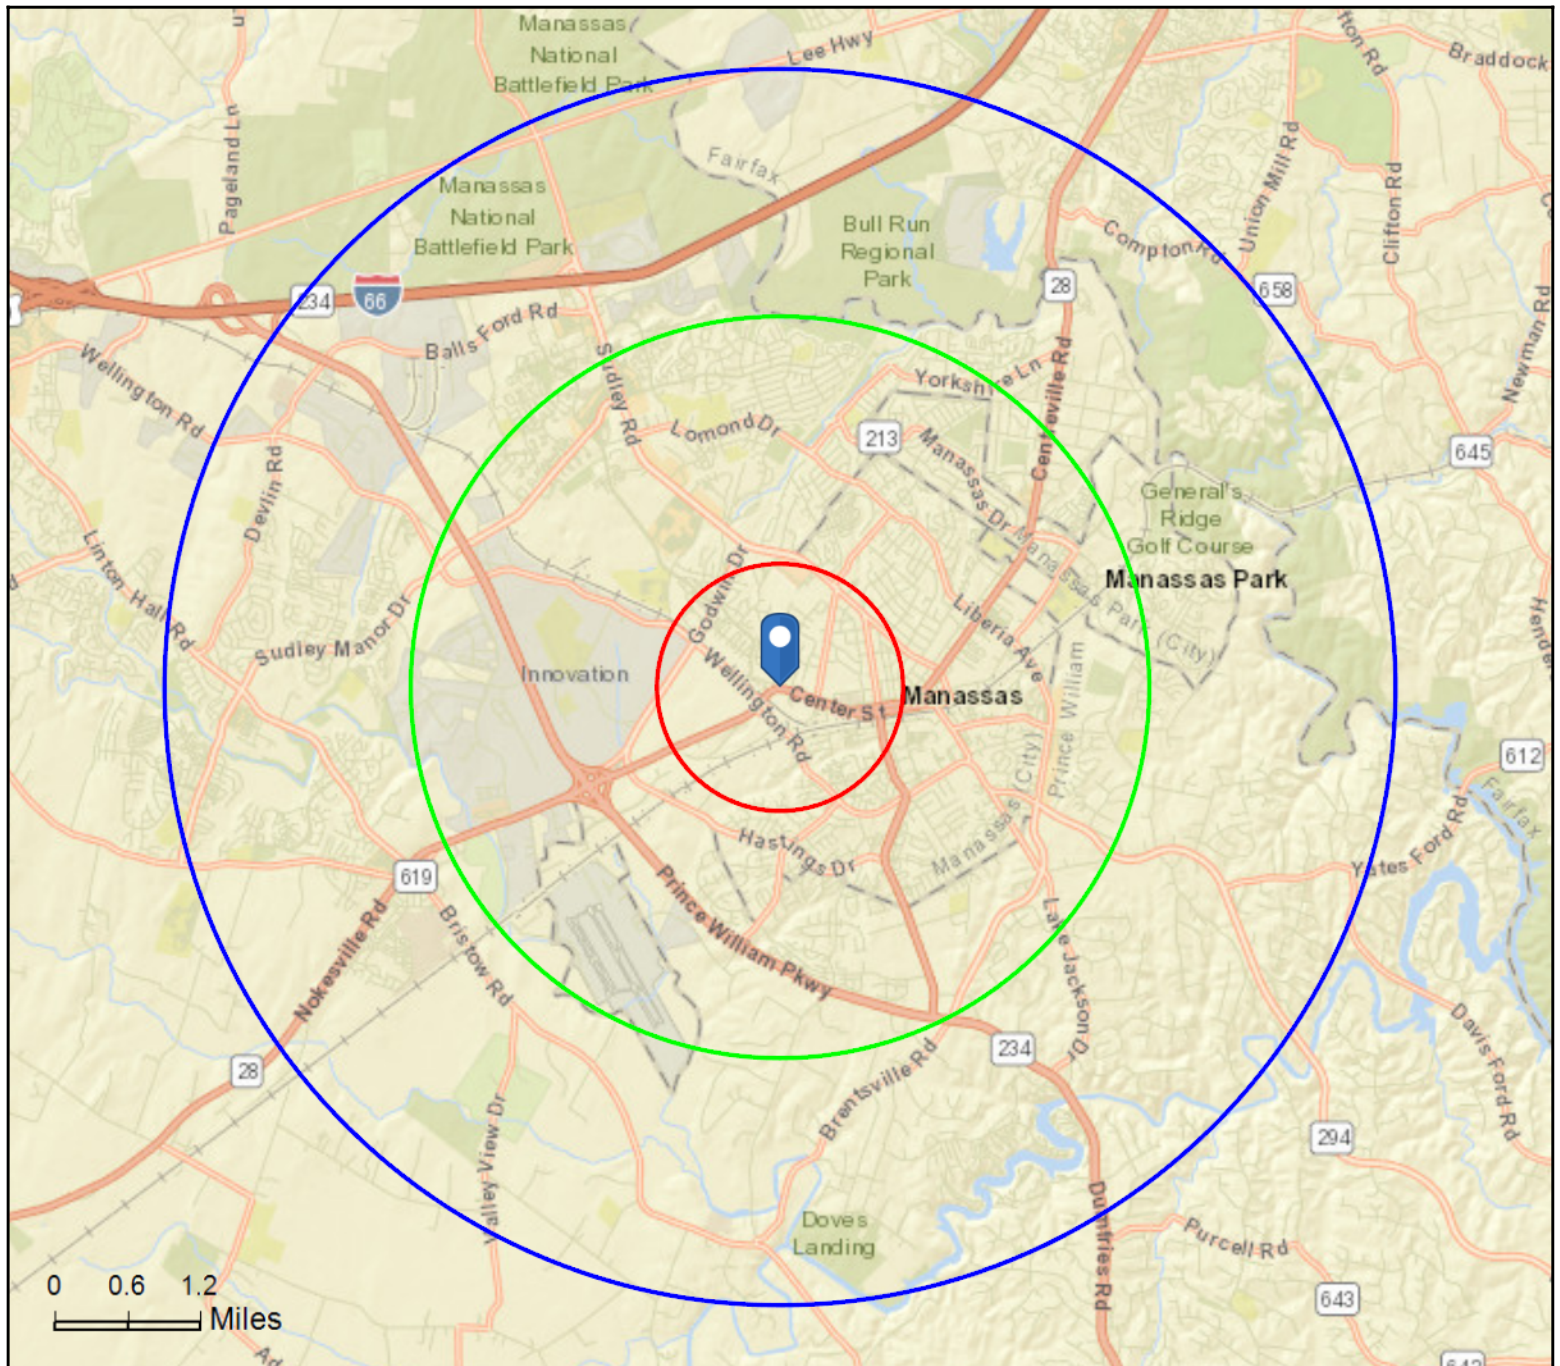 Manassas
National
Battlefield Park
Lee Hwy
Braddock
Pageland Ln
Fairfax
Union Mill Rd
Clifton Rd
Manassas
National
Battlefield Park
Bull Run
Regional
Park
Compton Rd
234
66
28
658
Balls Ford Rd
Newman Rd
Wellington Rd
Sudley Rd
Yorkshire Ln
Centreville Rd
Lomond Dr
213
Manassas Dr
645
Devlin Rd
General's
Ridge
Golf Course
Linton Hall Rd
Godwin Dr
Manassas Park
Manassas Park (City)
Liberia Ave
Sudley Manor Dr
Innovation
Wellington Rd
Center St
Manassas
Prince William
Manassas (City)
612
Fairfax
Hastings Dr
Yates Ford Rd
619
Prince William Pkwy
Nokesville Rd
Bristow Rd
Lake Jackson Dr
Davis Ford Rd
28
234
Brentsville Rd
294
Valley View Dr
Dumfries Rd
Doves
Landing
Purcell Rd
643
0 0.6 1.2
Miles